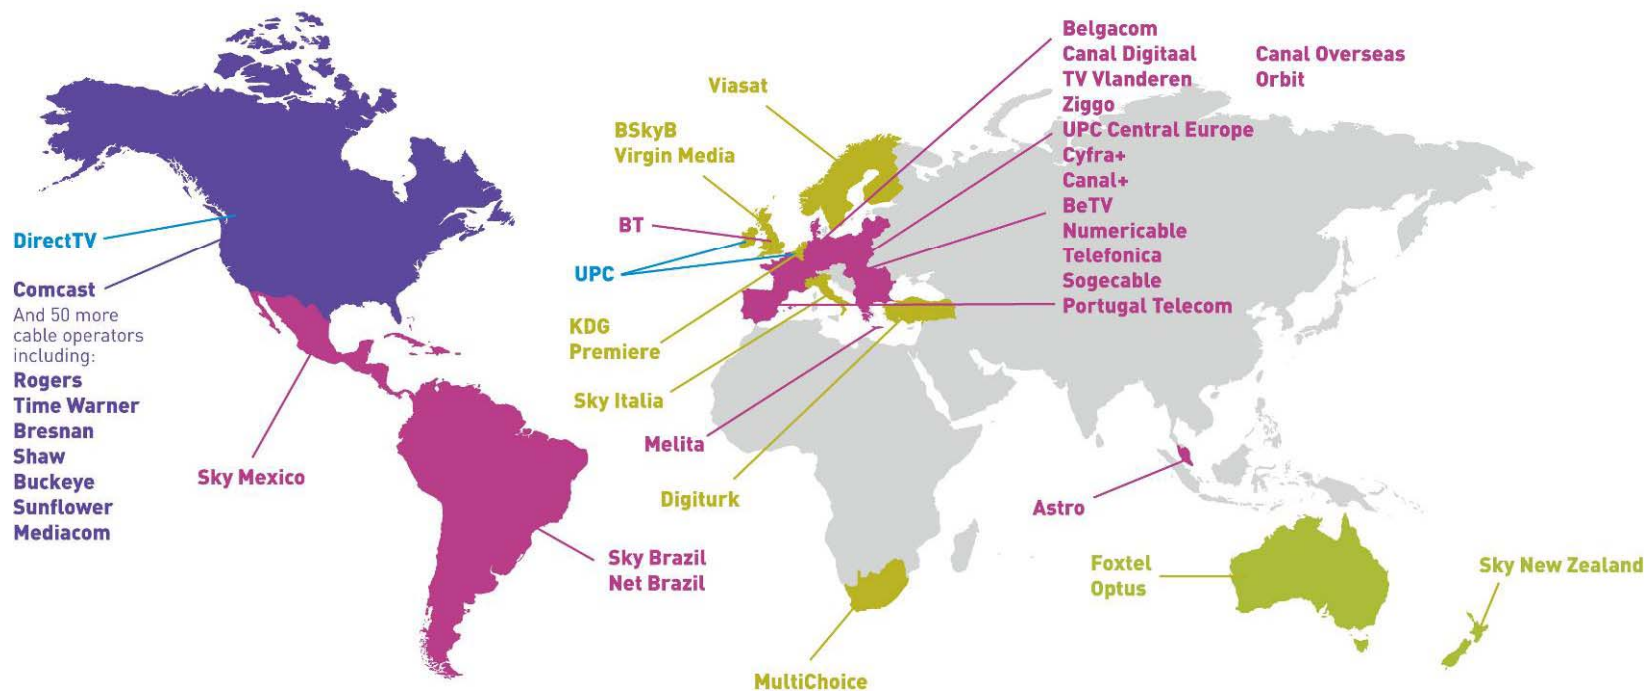 DirectTV
Comcast
And 50 more
cable operators
including:
Rogers
Time Warner
Bresnan
Shaw
Buckeye
Sunflower
Mediacom
Sky Mexico
Sky Brazil
Net Brazil
Viasat
BSkyB
Virgin Media
BT
UPC
KDG
Premiere
Sky Italia
Melita
Digiturk
MultiChoice
Belgacom
Canal Digitaal
TV Vlanderen
Ziggo
UPC Central Europe
Cyfra+
Canal+
BeTV
Numericable
Telefonica
Sogecable
Portugal Telecom
Canal Overseas
Orbit
Astro
Foxtel
Optus
Sky New Zealand